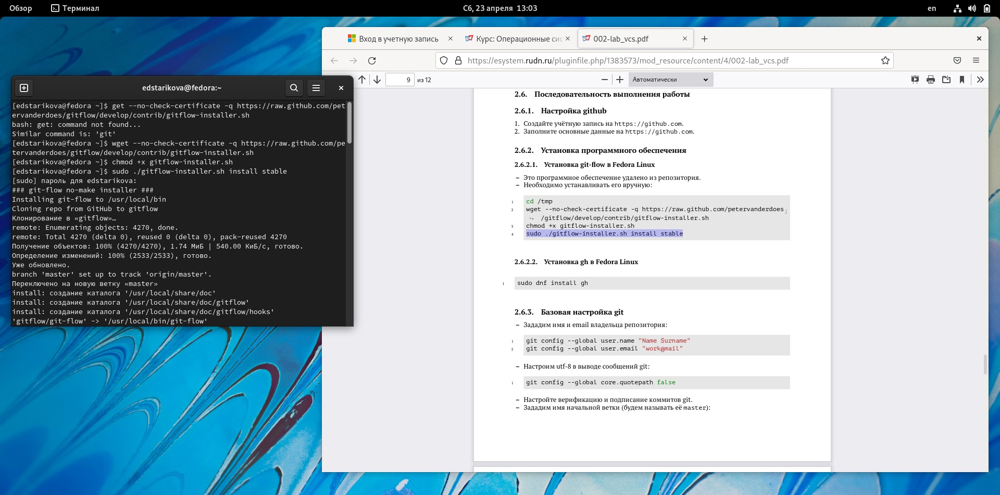 Обзор
Терминал
Сб, 23 апреля 13:03
en
Вход в учетную запись
Курс: Операционные сис
002-lab_vcs.pdf
https://esystem.rudn.ru/pluginfile.php/1383573/mod_resource/content/4/002-lab_vcs.pdf
9 из 12
Автоматически
edstarikova@fedora:~
[edstarikova@fedora ~]$ get --no-check-certificate -q https://raw.github.com/pet
ervanderdoes/gitflow/develop/contrib/gitflow-installer.sh
bash: get: command not found...
Similar command is: 'git'
[edstarikova@fedora ~]$ wget --no-check-certificate -q https://raw.github.com/pe
tervanderdoes/gitflow/develop/contrib/gitflow-installer.sh
[edstarikova@fedora ~]$ chmod +x gitflow-installer.sh
[edstarikova@fedora ~]$ sudo ./gitflow-installer.sh install stable
[sudo] пароль для edstarikova:
### git-flow no-make installer ###
Installing git-flow to /usr/local/bin
Cloning repo from GitHub to gitflow
Клонирование в «gitflow»…
remote: Enumerating objects: 4270, done.
remote: Total 4270 (delta 0), reused 0 (delta 0), pack-reused 4270
Получение объектов: 100% (4270/4270), 1.74 МиБ | 540.00 КиБ/с, готово.
Определение изменений: 100% (2533/2533), готово.
Уже обновлено.
branch 'master' set up to track 'origin/master'.
Переключено на новую ветку «master»
install: создание каталога '/usr/local/share/doc'
install: создание каталога '/usr/local/share/doc/gitflow'
install: создание каталога '/usr/local/share/doc/gitflow/hooks'
'gitflow/git-flow' -> '/usr/local/bin/git-flow'
2.6. Последовательность выполнения работы
2.6.1. Настройка github
1. Создайте учётную запись на https://github.com.
2. Заполните основные данные на https://github.com.
2.6.2. Установка программного обеспечения
2.6.2.1. Установка git-flow в Fedora Linux
– Это программное обеспечение удалено из репозитория.
– Необходимо устанавливать его вручную:
1 cd /tmp
2 wget --no-check-certificate -q https://raw.github.com/petervanderdoes
↪ /gitflow/develop/contrib/gitflow-installer.sh
3 chmod +x gitflow-installer.sh
4 sudo ./gitflow-installer.sh install stable
2.6.2.2. Установка gh в Fedora Linux
1 sudo dnf install gh
2.6.3. Базовая настройка git
– Зададим имя и email владельца репозитория:
1 git config --global user.name "Name Surname"
2 git config --global user.email "work@mail"
– Настроим utf-8 в выводе сообщений git:
1 git config --global core.quotepath false
– Настройте верификацию и подписание коммитов git.
– Зададим имя начальной ветки (будем называть её master):